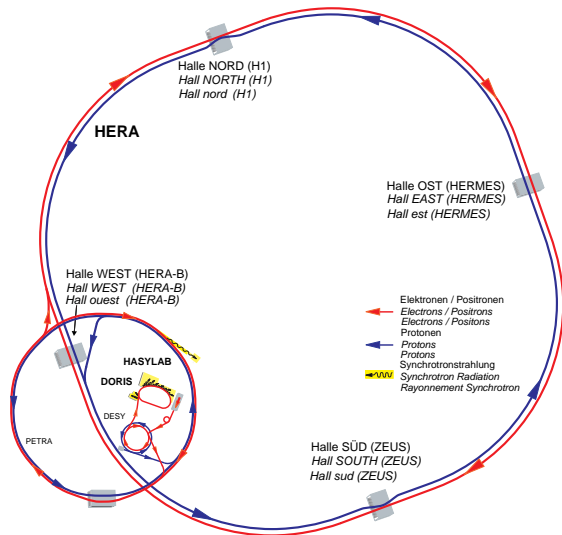 Halle NORD (H1)
Hall NORTH (H1)
Hall nord (H1)
HERA
Halle OST (HERMES)
Hall EAST (HERMES)
Hall est (HERMES)
Halle WEST (HERA-B)
Hall WEST (HERA-B)
Hall ouest (HERA-B)
Elektronen / Positronen
Electrons / Positrons
Electrons / Positons
Protonen
Protons
Protons
Synchrotronstrahlung
Synchrotron Radiation
Rayonnement Synchrotron
HASYLAB
DORIS
DESY
PETRA
Halle SÜD (ZEUS)
Hall SOUTH (ZEUS)
Hall sud (ZEUS)